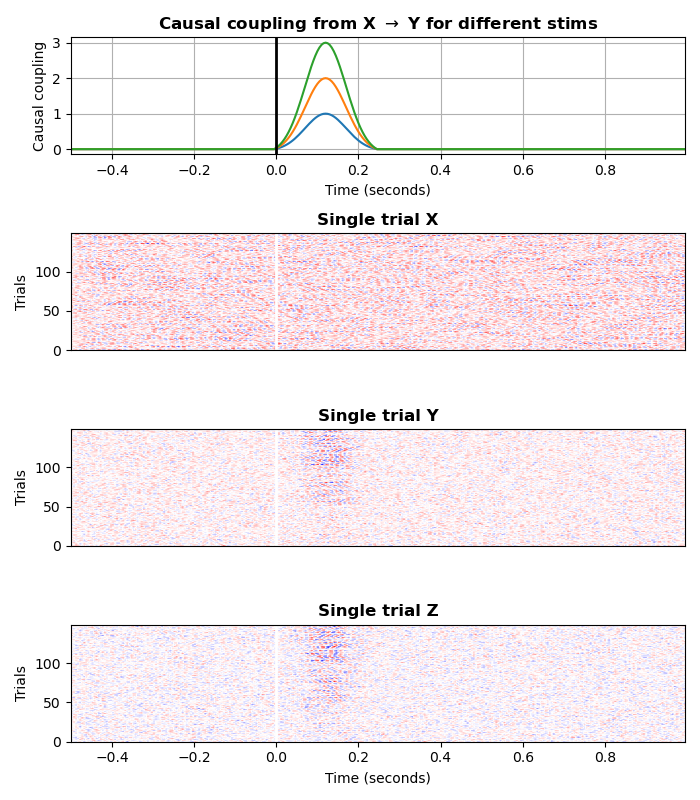 Causal coupling from X → Y for different stims
Causal coupling
3
2
1
0
−0.4 −0.2 0.0 0.2 0.4 0.6 0.8
Time (seconds)
Single trial X
Trials
100
50
0
Single trial Y
Trials
100
50
0
Single trial Z
Trials
100
50
0
−0.4 −0.2 0.0 0.2 0.4 0.6 0.8
Time (seconds)